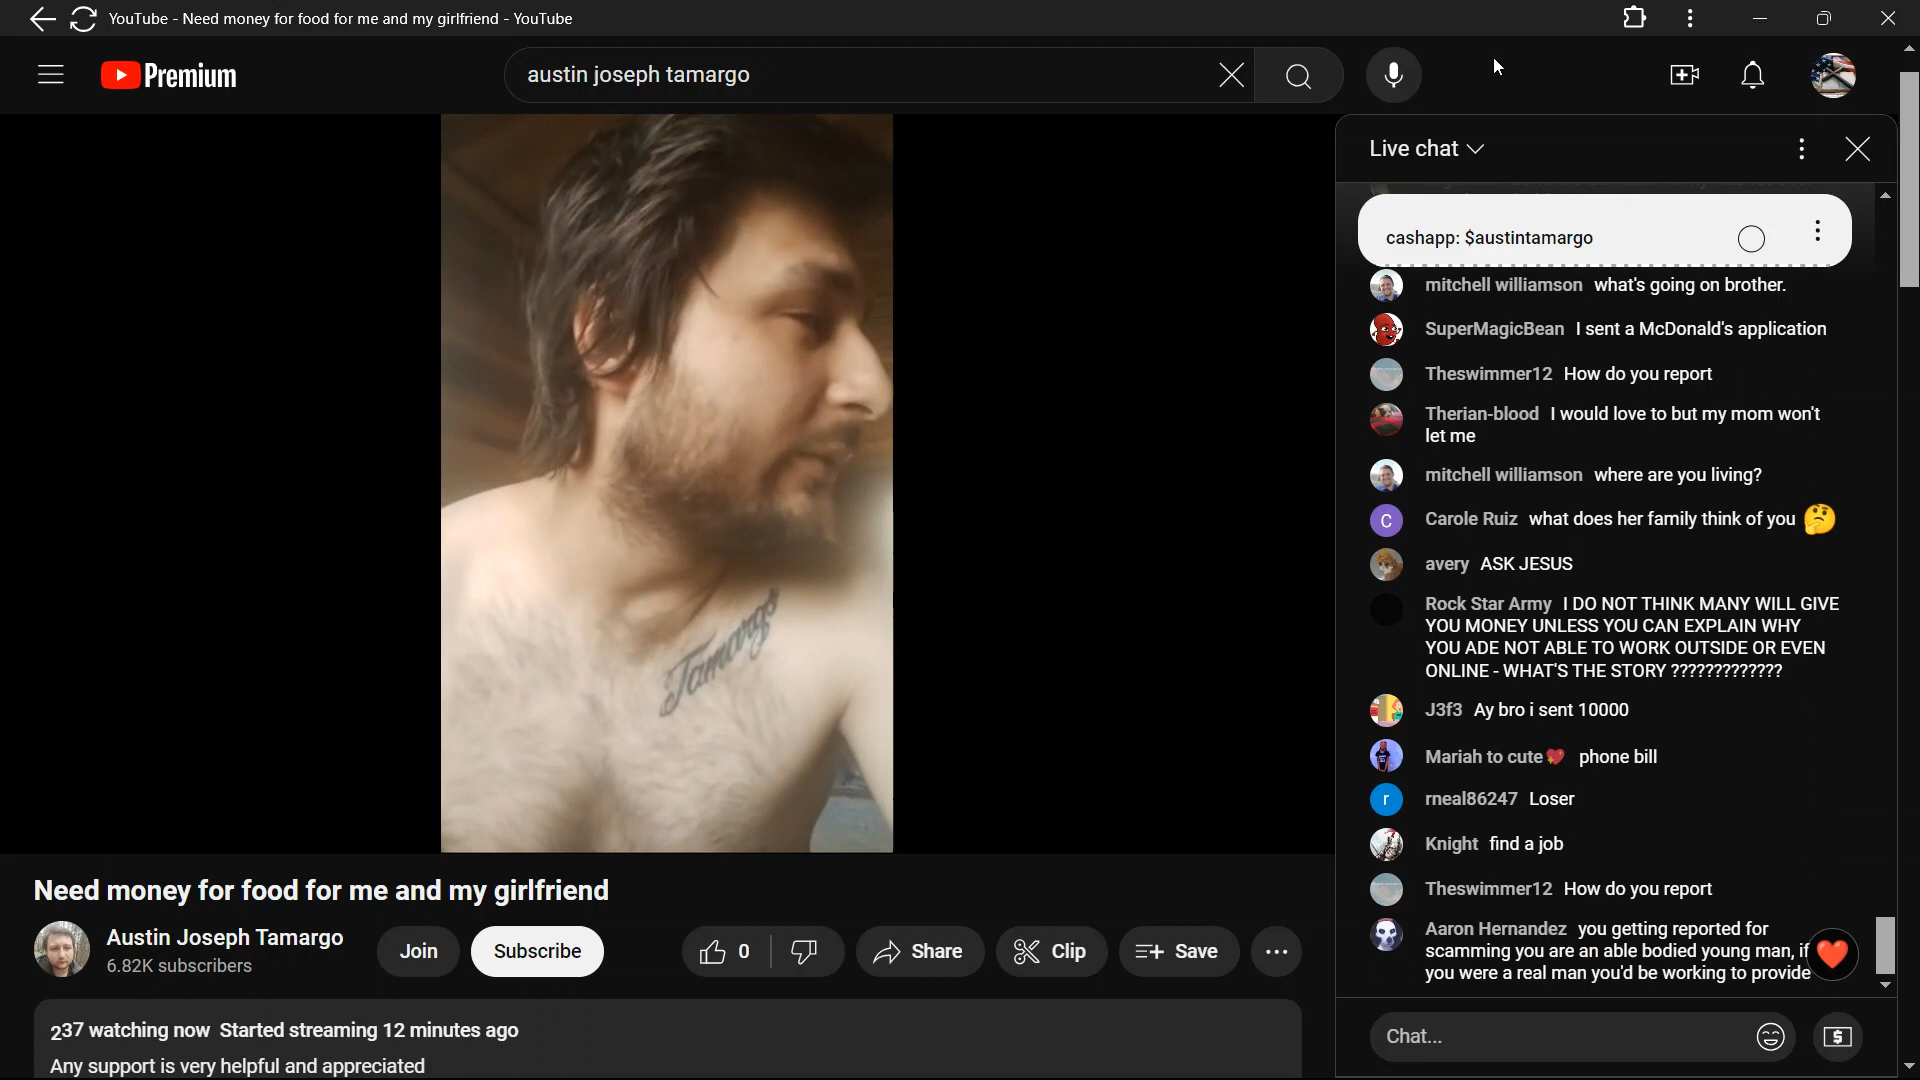 YouTube - Need money for food for me and my girlfriend - YouTube
Premium
austin joseph tamargo
Live chat
cashapp: $austintamargo
mitchell williamson what's going on brother.
SuperMagicBean I sent a McDonald's application
Theswimmer12 How do you report
Therian-blood I would love to but my mom won't
let me
mitchell williamson where are you living?
C Carole Ruiz what does her family think of you 🤔
avery ASK JESUS
Rock Star Army I DO NOT THINK MANY WILL GIVE
YOU MONEY UNLESS YOU CAN EXPLAIN WHY
YOU ADE NOT ABLE TO WORK OUTSIDE OR EVEN
ONLINE - WHAT'S THE STORY ?????????????
J3f3 Ay bro i sent 10000
Mariah to cute💖 phone bill
r rneal86247 Loser
Knight find a job
Theswimmer12 How do you report
Aaron Hernandez you getting reported for
scamming you are an able bodied young man, if
you were a real man you'd be working to provide
Chat...
Tamargo
Need money for food for me and my girlfriend
Austin Joseph Tamargo
6.82K subscribers
Join
Subscribe
0
Share
Clip
Save
237 watching now Started streaming 12 minutes ago
Any support is very helpful and appreciated